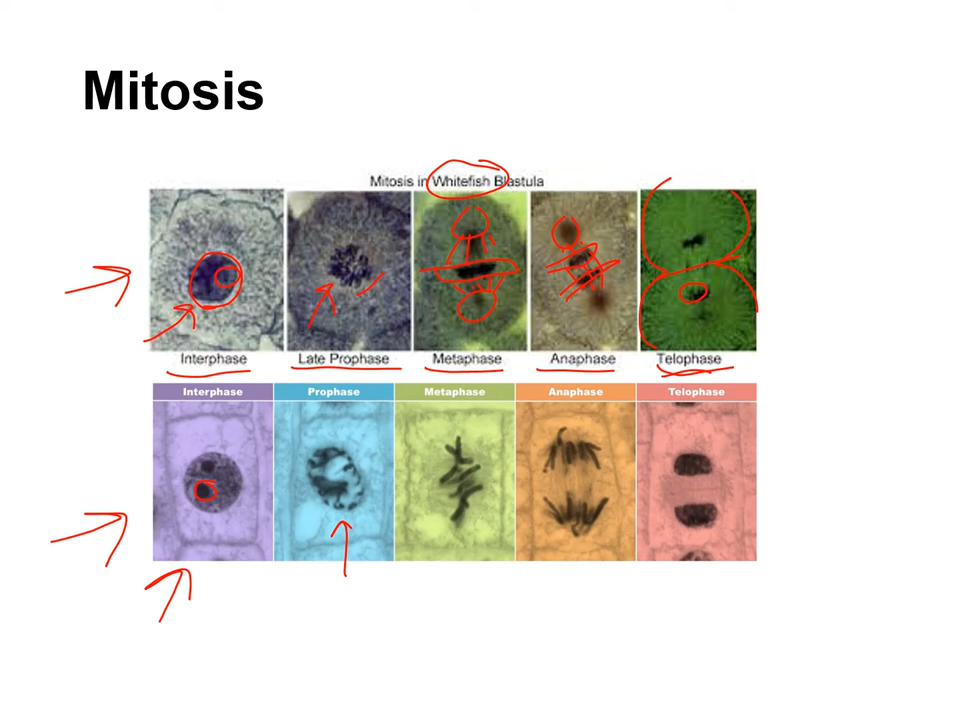 Mitosis
Mitosis in Whitefish Blastula
Interphase Late Prophase Metaphase Anaphase Telophase
Interphase Prophase Metaphase Anaphase Telophase